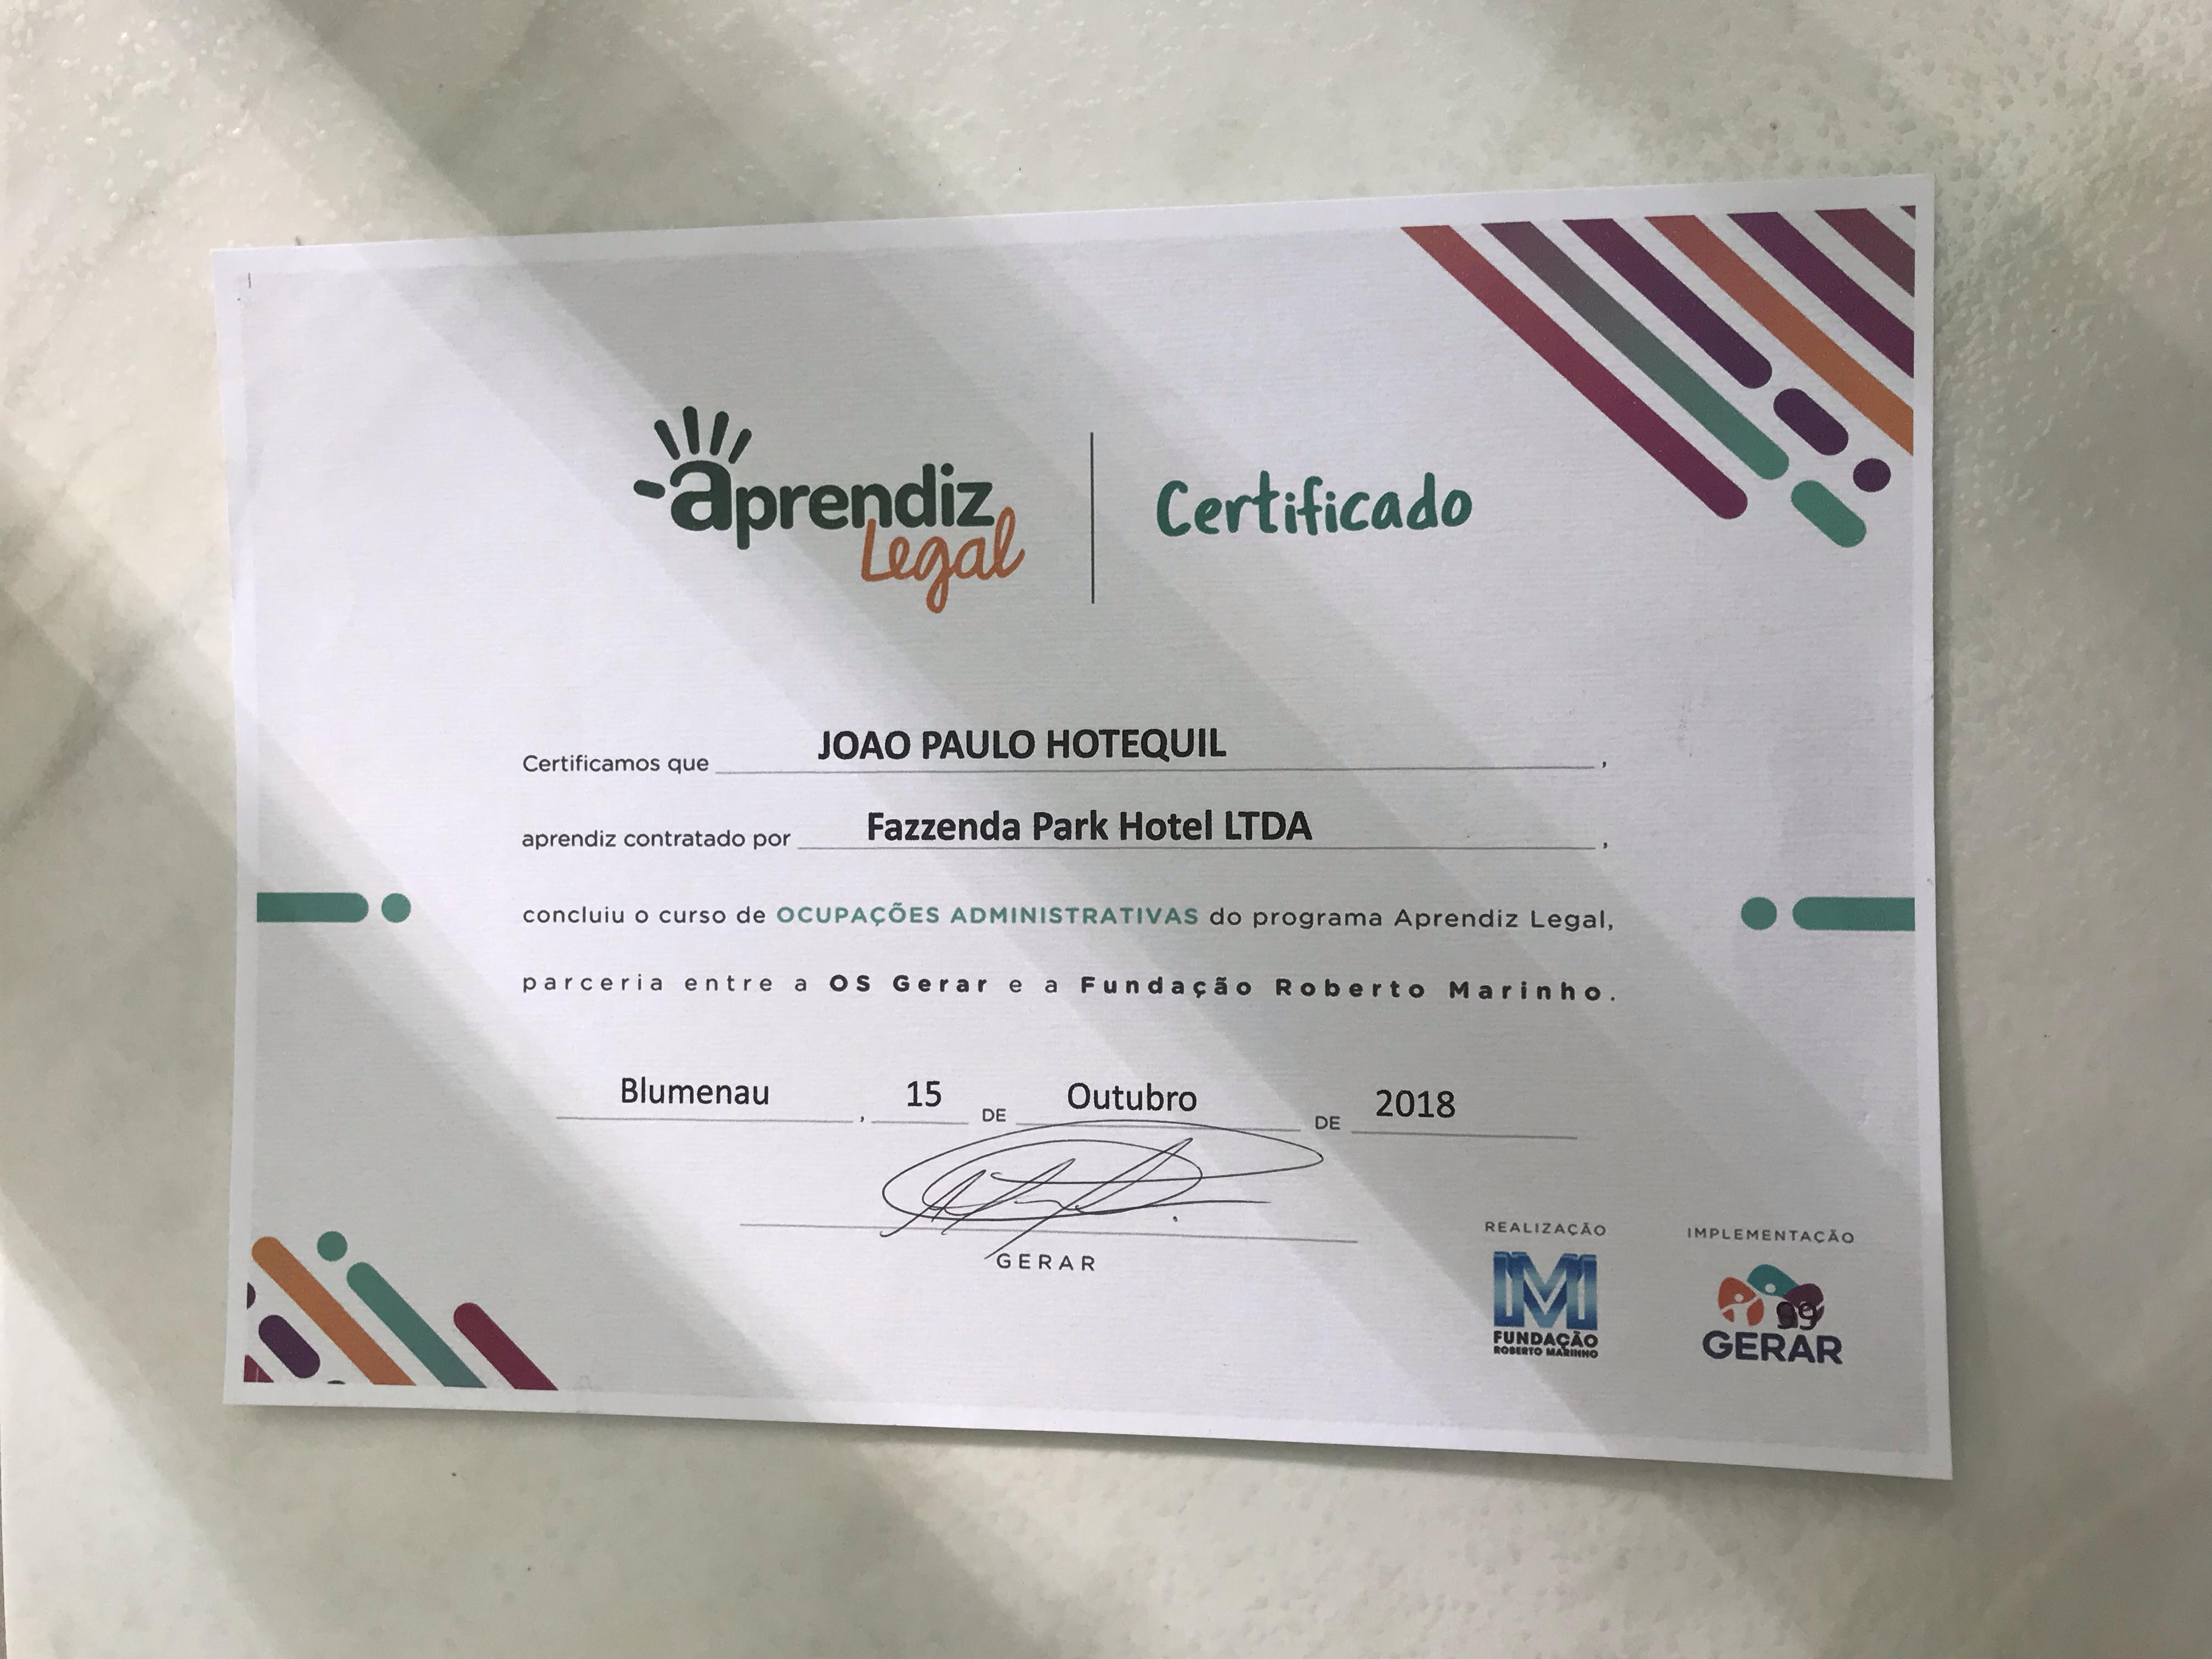 aprendiz
Legal
Certificado
Certificamos que JOAO PAULO HOTEQUIL,
aprendiz contratado por Fazzenda Park Hotel LTDA,
concluiu o curso de OCUPAÇÕES ADMINISTRATIVAS do programa Aprendiz Legal,
parceria entre a OS Gerar e a Fundação Roberto Marinho.
Blumenau, 15 DE Outubro DE 2018
GERAR
REALIZAÇÃO
FUNDAÇÃO
ROBERTO MARINHO
IMPLEMENTAÇÃO
99
GERAR